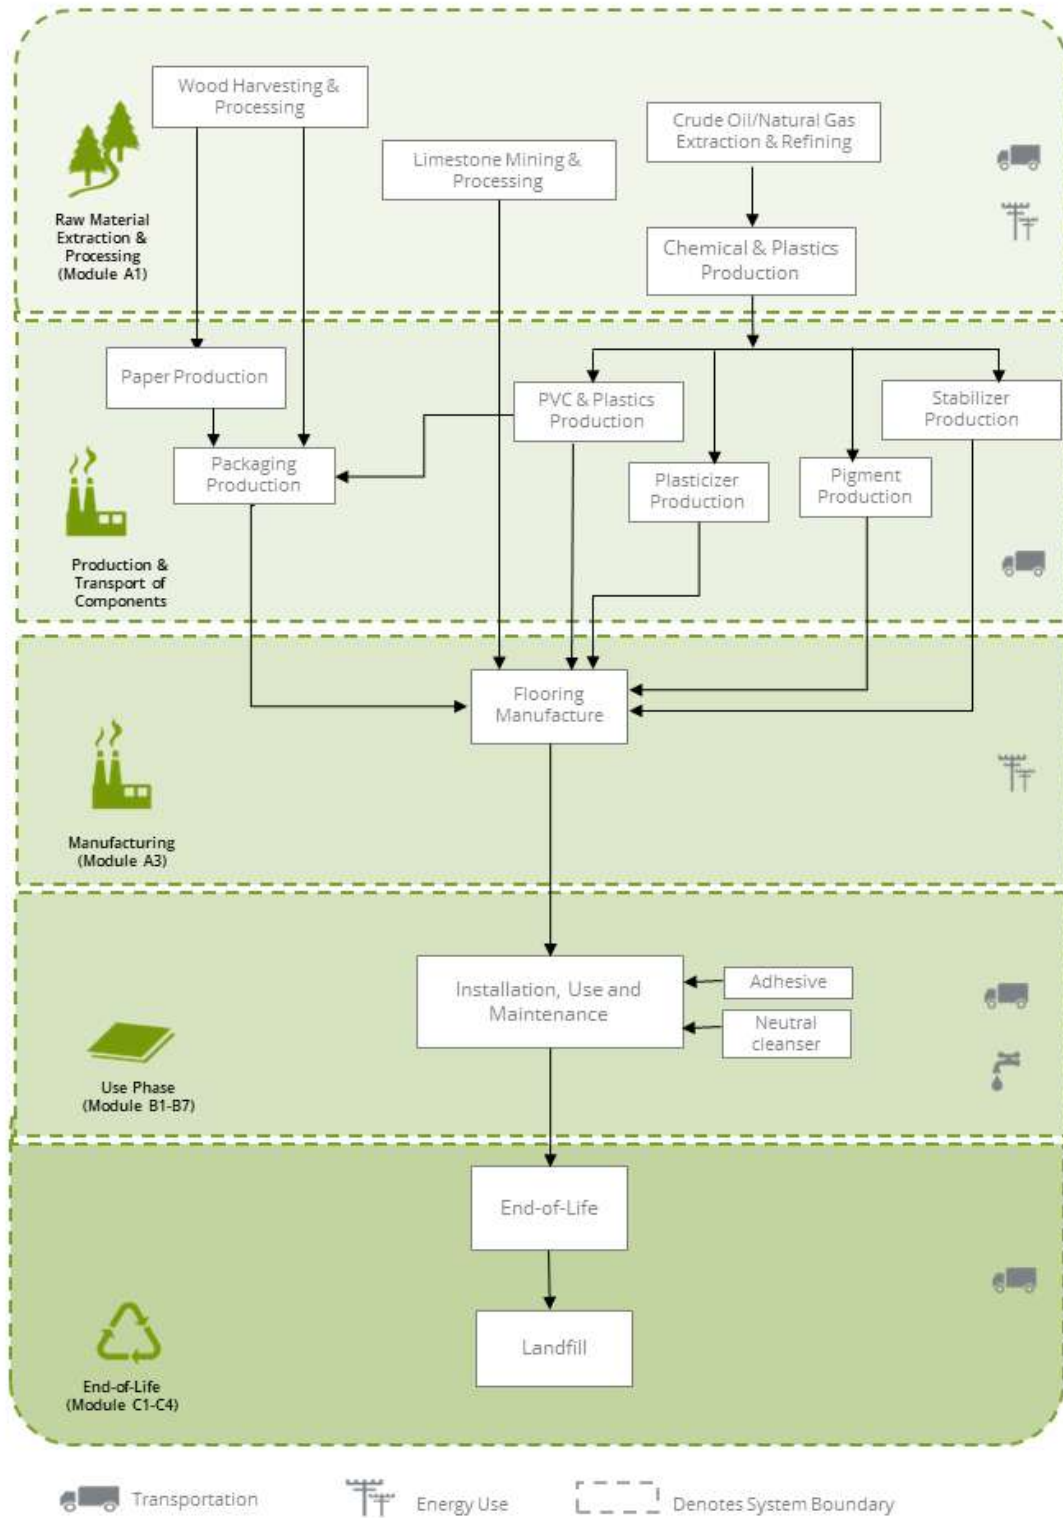 Wood Harvesting &
Processing
Crude Oil/Natural Gas
Extraction & Refining
Limestone Mining &
Processing
Raw Material
Extraction &
Processing
(Module A1)
Chemical & Plastics
Production
Paper Production
PVC & Plastics
Production
Stabilizer
Production
Packaging
Production
Plasticizer
Production
Pigment
Production
Production &
Transport of
Components
Flooring
Manufacture
Manufacturing
(Module A3)
Installation, Use and
Maintenance
Adhesive
Neutral
cleanser
Use Phase
(Module B1-B7)
End-of-Life
Landfill
End-of-Life
(Module C1-C4)
Transportation
Energy Use
Denotes System Boundary